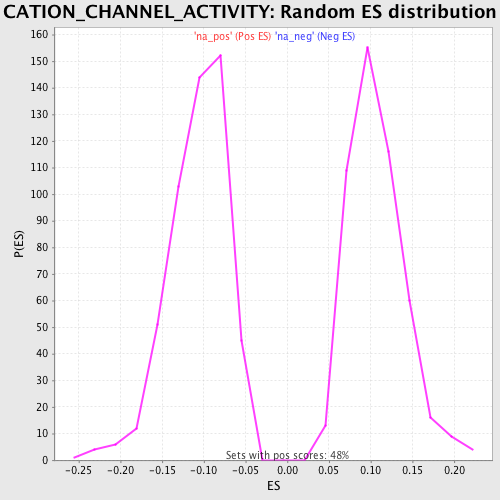 CATION_CHANNEL_ACTIVITY: Random ES distribution
'na_pos' (Pos ES) 'na_neg' (Neg ES)
160
150
140
130
120
110
100
90
80
70
60
50
40
30
20
10
0
P(ES)
Sets with pos scores: 48%
-0.25 -0.20 -0.15 -0.10 -0.05 0.00 0.05 0.10 0.15 0.20
ES